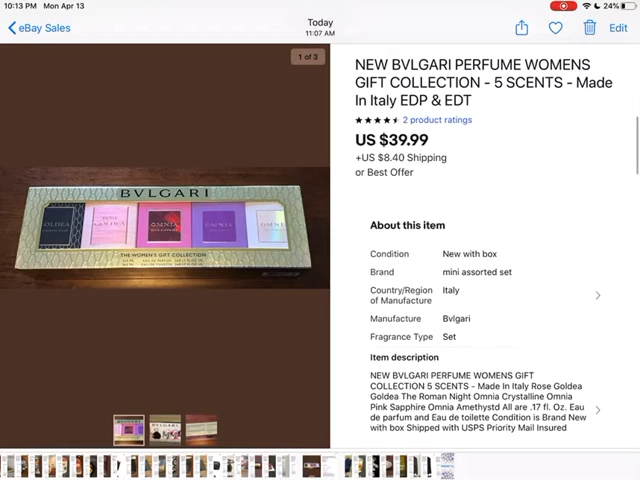 10:13 PM Mon Apr 13
24%
eBay Sales
Today
11:07 AM
Edit
1 of 3
BVLGARI
OMNIA
THE WOMEN'S GIFT COLLECTION
BVLGARI
NEW BVLGARI PERFUME WOMENS
GIFT COLLECTION - 5 SCENTS - Made
In Italy EDP & EDT
2 product ratings
US $39.99
+US $8.40 Shipping
or Best Offer
About this item
Condition New with box
Brand mini assorted set
Country/Region Italy
of Manufacture
Manufacture Bvlgari
Fragrance Type Set
Item description
NEW BVLGARI PERFUME WOMENS GIFT
COLLECTION 5 SCENTS - Made In Italy Rose Goldea
Goldea The Roman Night Omnia Crystalline Omnia
Pink Sapphire Omnia Amethystd All are .17 fl. Oz. Eau
de parfum and Eau de toilette Condition is Brand New
with box Shipped with USPS Priority Mail Insured